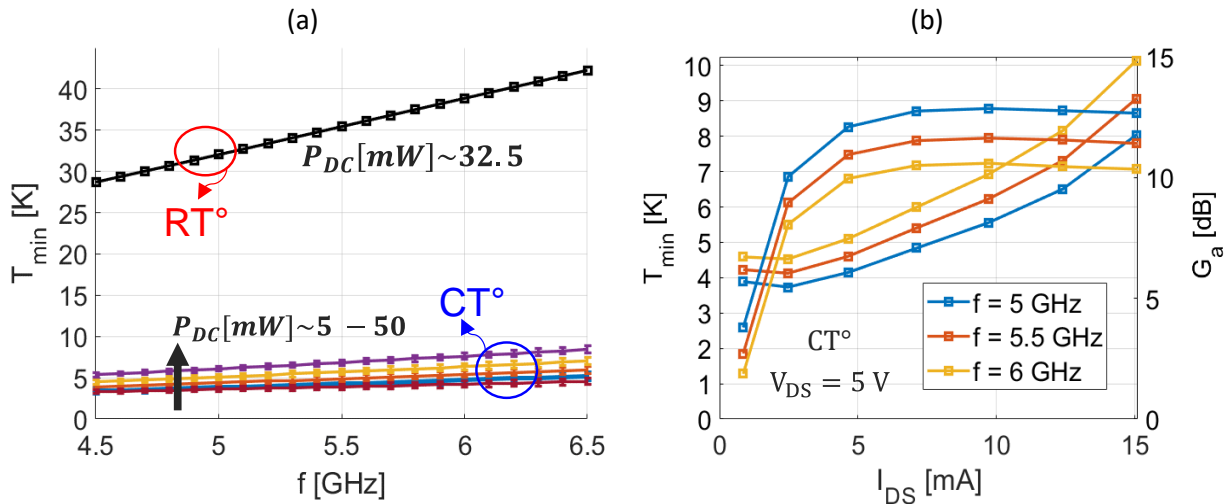 (a)
(b)
T_min [K]
40
35
30
25
20
15
10
5
0
P_DC[mW]~32.5
RT°
CT°
P_DC[mW]~5 – 50
4.5
5
5.5
6
6.5
f [GHz]
T_min [K]
10
9
8
7
6
5
4
3
2
1
0
15
10
5
0
G_a [dB]
f = 5 GHz
f = 5.5 GHz
f = 6 GHz
CT°
V_DS = 5 V
0
5
10
15
I_DS [mA]